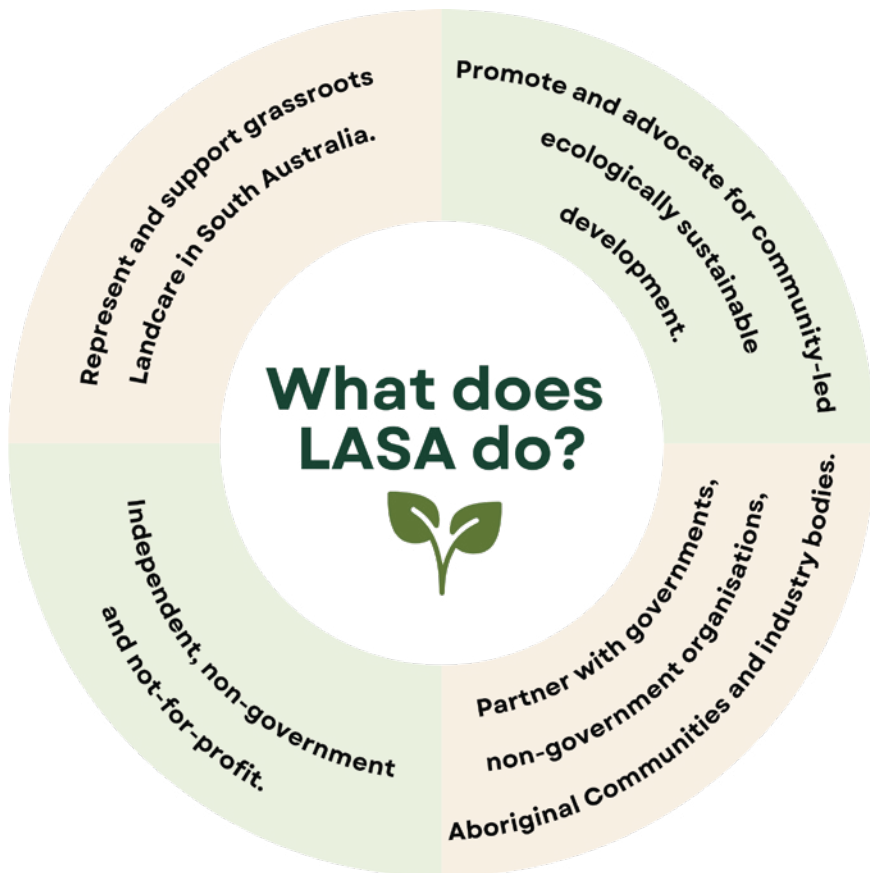 What does
LASA do?
Represent and support grassroots
Landcare in South Australia.
Promote and advocate for community-led
ecologically sustainable
development.
Partner with governments,
non-government organisations,
Aboriginal Communities and industry bodies.
Independent, non-government
and not-for-profit.